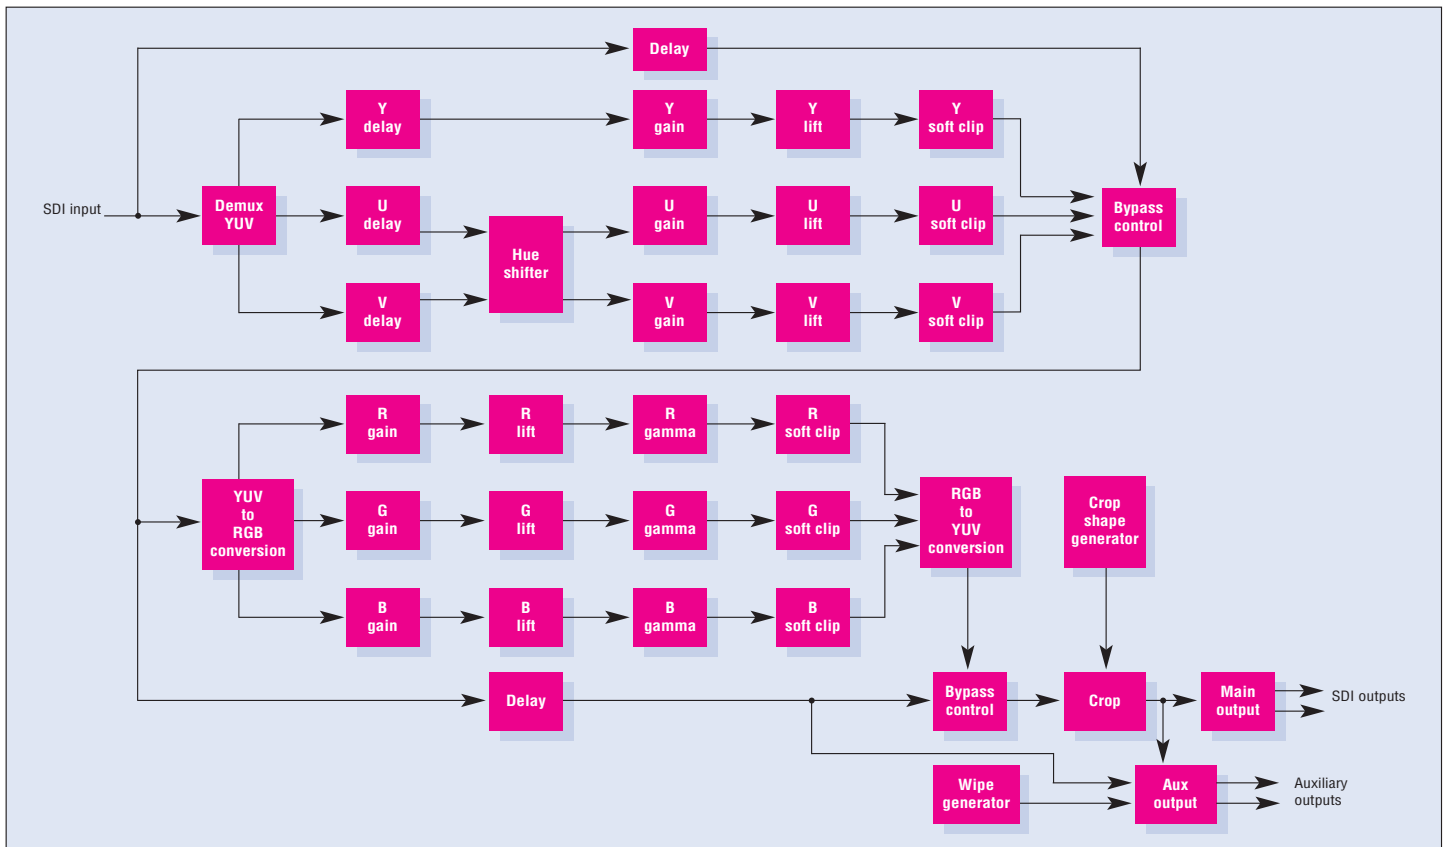 Delay
Y
delay
Y
gain
Y
lift
Y
soft clip
SDI input
Demux
YUV
U
delay
Hue
shifter
U
gain
U
lift
U
soft clip
Bypass
control
V
delay
V
gain
V
lift
V
soft clip
YUV
to
RGB
conversion
R
gain
R
lift
R
gamma
R
soft clip
G
gain
G
lift
G
gamma
G
soft clip
RGB
to
YUV
conversion
Crop
shape
generator
B
gain
B
lift
B
gamma
B
soft clip
Delay
Bypass
control
Crop
Main
output
SDI outputs
Wipe
generator
Aux
output
Auxiliary
outputs